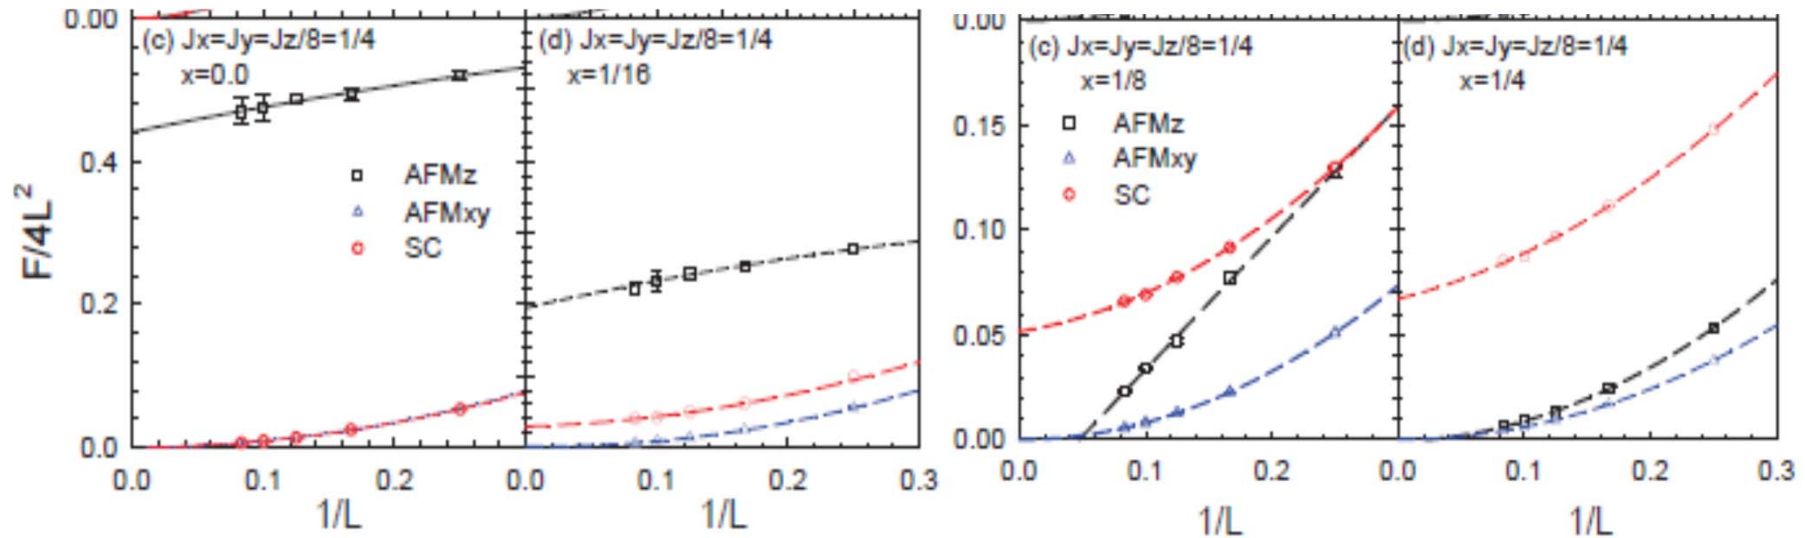 0.00
(c) Jx=Jy=Jz/8=1/4
x=0.0
(d) Jx=Jy=Jz/8=1/4
x=1/16
F/4L²
0.4
0.2
0.0
AFMz
AFMxy
SC
0.0
0.1
0.2
0.0
0.1
0.2
0.3
1/L
1/L
0.00
(c) Jx=Jy=Jz/8=1/4
x=1/8
(d) Jx=Jy=Jz/8=1/4
x=1/4
AFMz
AFMxy
SC
0.15
0.10
0.05
0.00
0.0
0.1
0.2
0.0
0.1
0.2
0.3
1/L
1/L